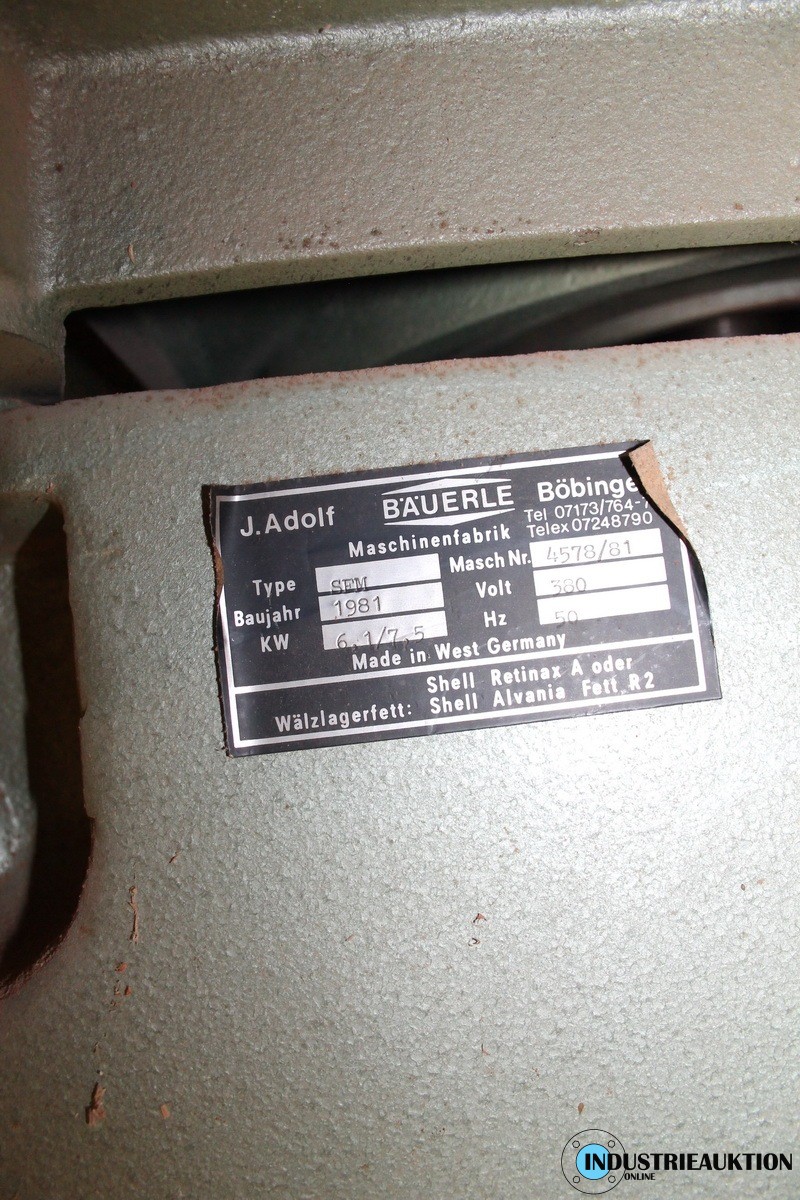 J. Adolf BÄUERLE Böbinge
Maschinenfabrik Tel 07173/764-7
Telex 07248790
Type SFM Masch Nr. 4578/81
Baujahr 1981 Volt 380
KW 6,1/7,5 Hz 50
Made in West Germany
Wälzlagerfett: Shell Retinax A oder
Shell Alvania Fett R2
INDUSTRIEAUKTION
ONLINE